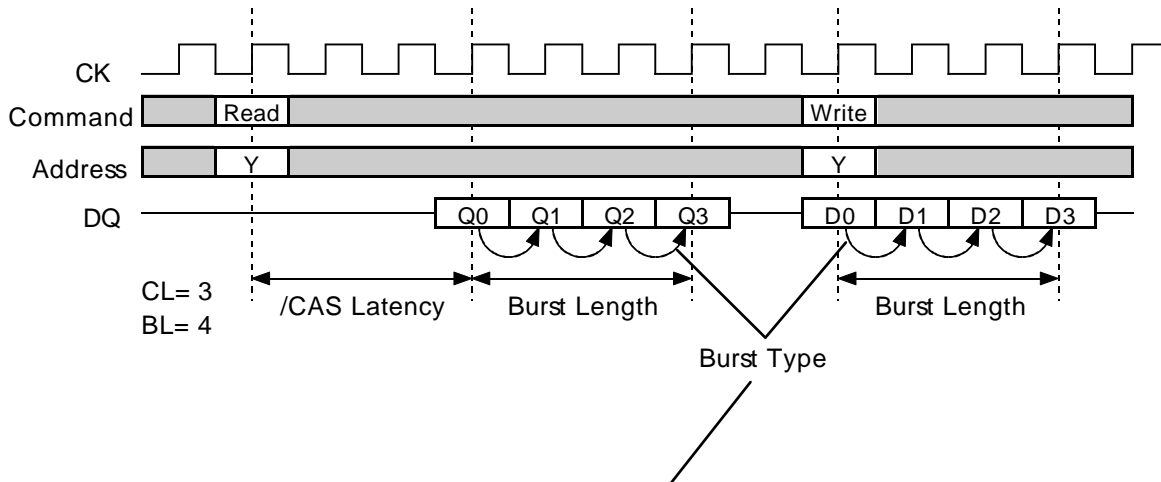 CK
Command Read Write
Address Y Y
DQ Q0 Q1 Q2 Q3 D0 D1 D2 D3
CL= 3 /CAS Latency Burst Length Burst Length
BL= 4
Burst Type